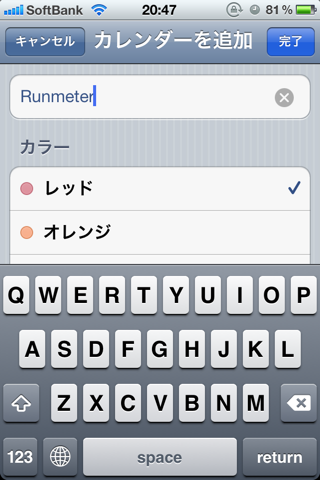 SoftBank 20:47 81%
キャンセル カレンダーを追加 完了
Runmeter
カラー
レッド
オレンジ
Q W E R T Y U I O P
A S D F G H J K L
Z X C V B N M
123 space return